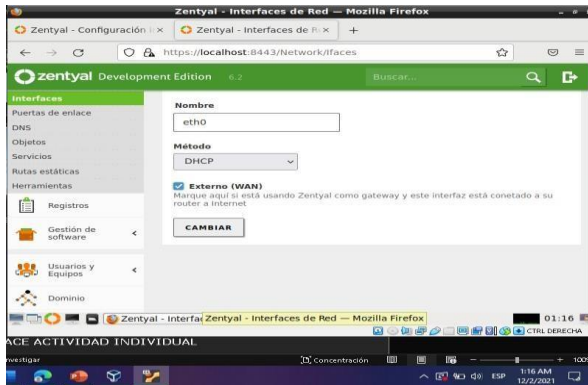 Zentyal - Interfaces de Red — Mozilla Firefox
Zentyal - Configuración
Zentyal - Interfaces de
https://localhost:8443/Network/Ifaces
zentyal Development Edition 6.2
Buscar...
Interfaces
Puertas de enlace
DNS
Objetos
Servicios
Rutas estáticas
Herramientas
Registros
Gestión de
software
Usuarios y
Equipos
Dominio
Nombre
eth0
Método
DHCP
Externo (WAN)
Marque aquí si está usando Zentyal como gateway y este interfaz está conetado a su
router a internet
CAMBIAR
Zentyal - Interfa
Zentyal - Interfaces de Red — Mozilla Firefox
01:16
CTRL DERECHA
ACE ACTIVIDAD INDIVIDUAL
nvestigar
Concentración
100%
ESP
1:16 AM
12/2/2021